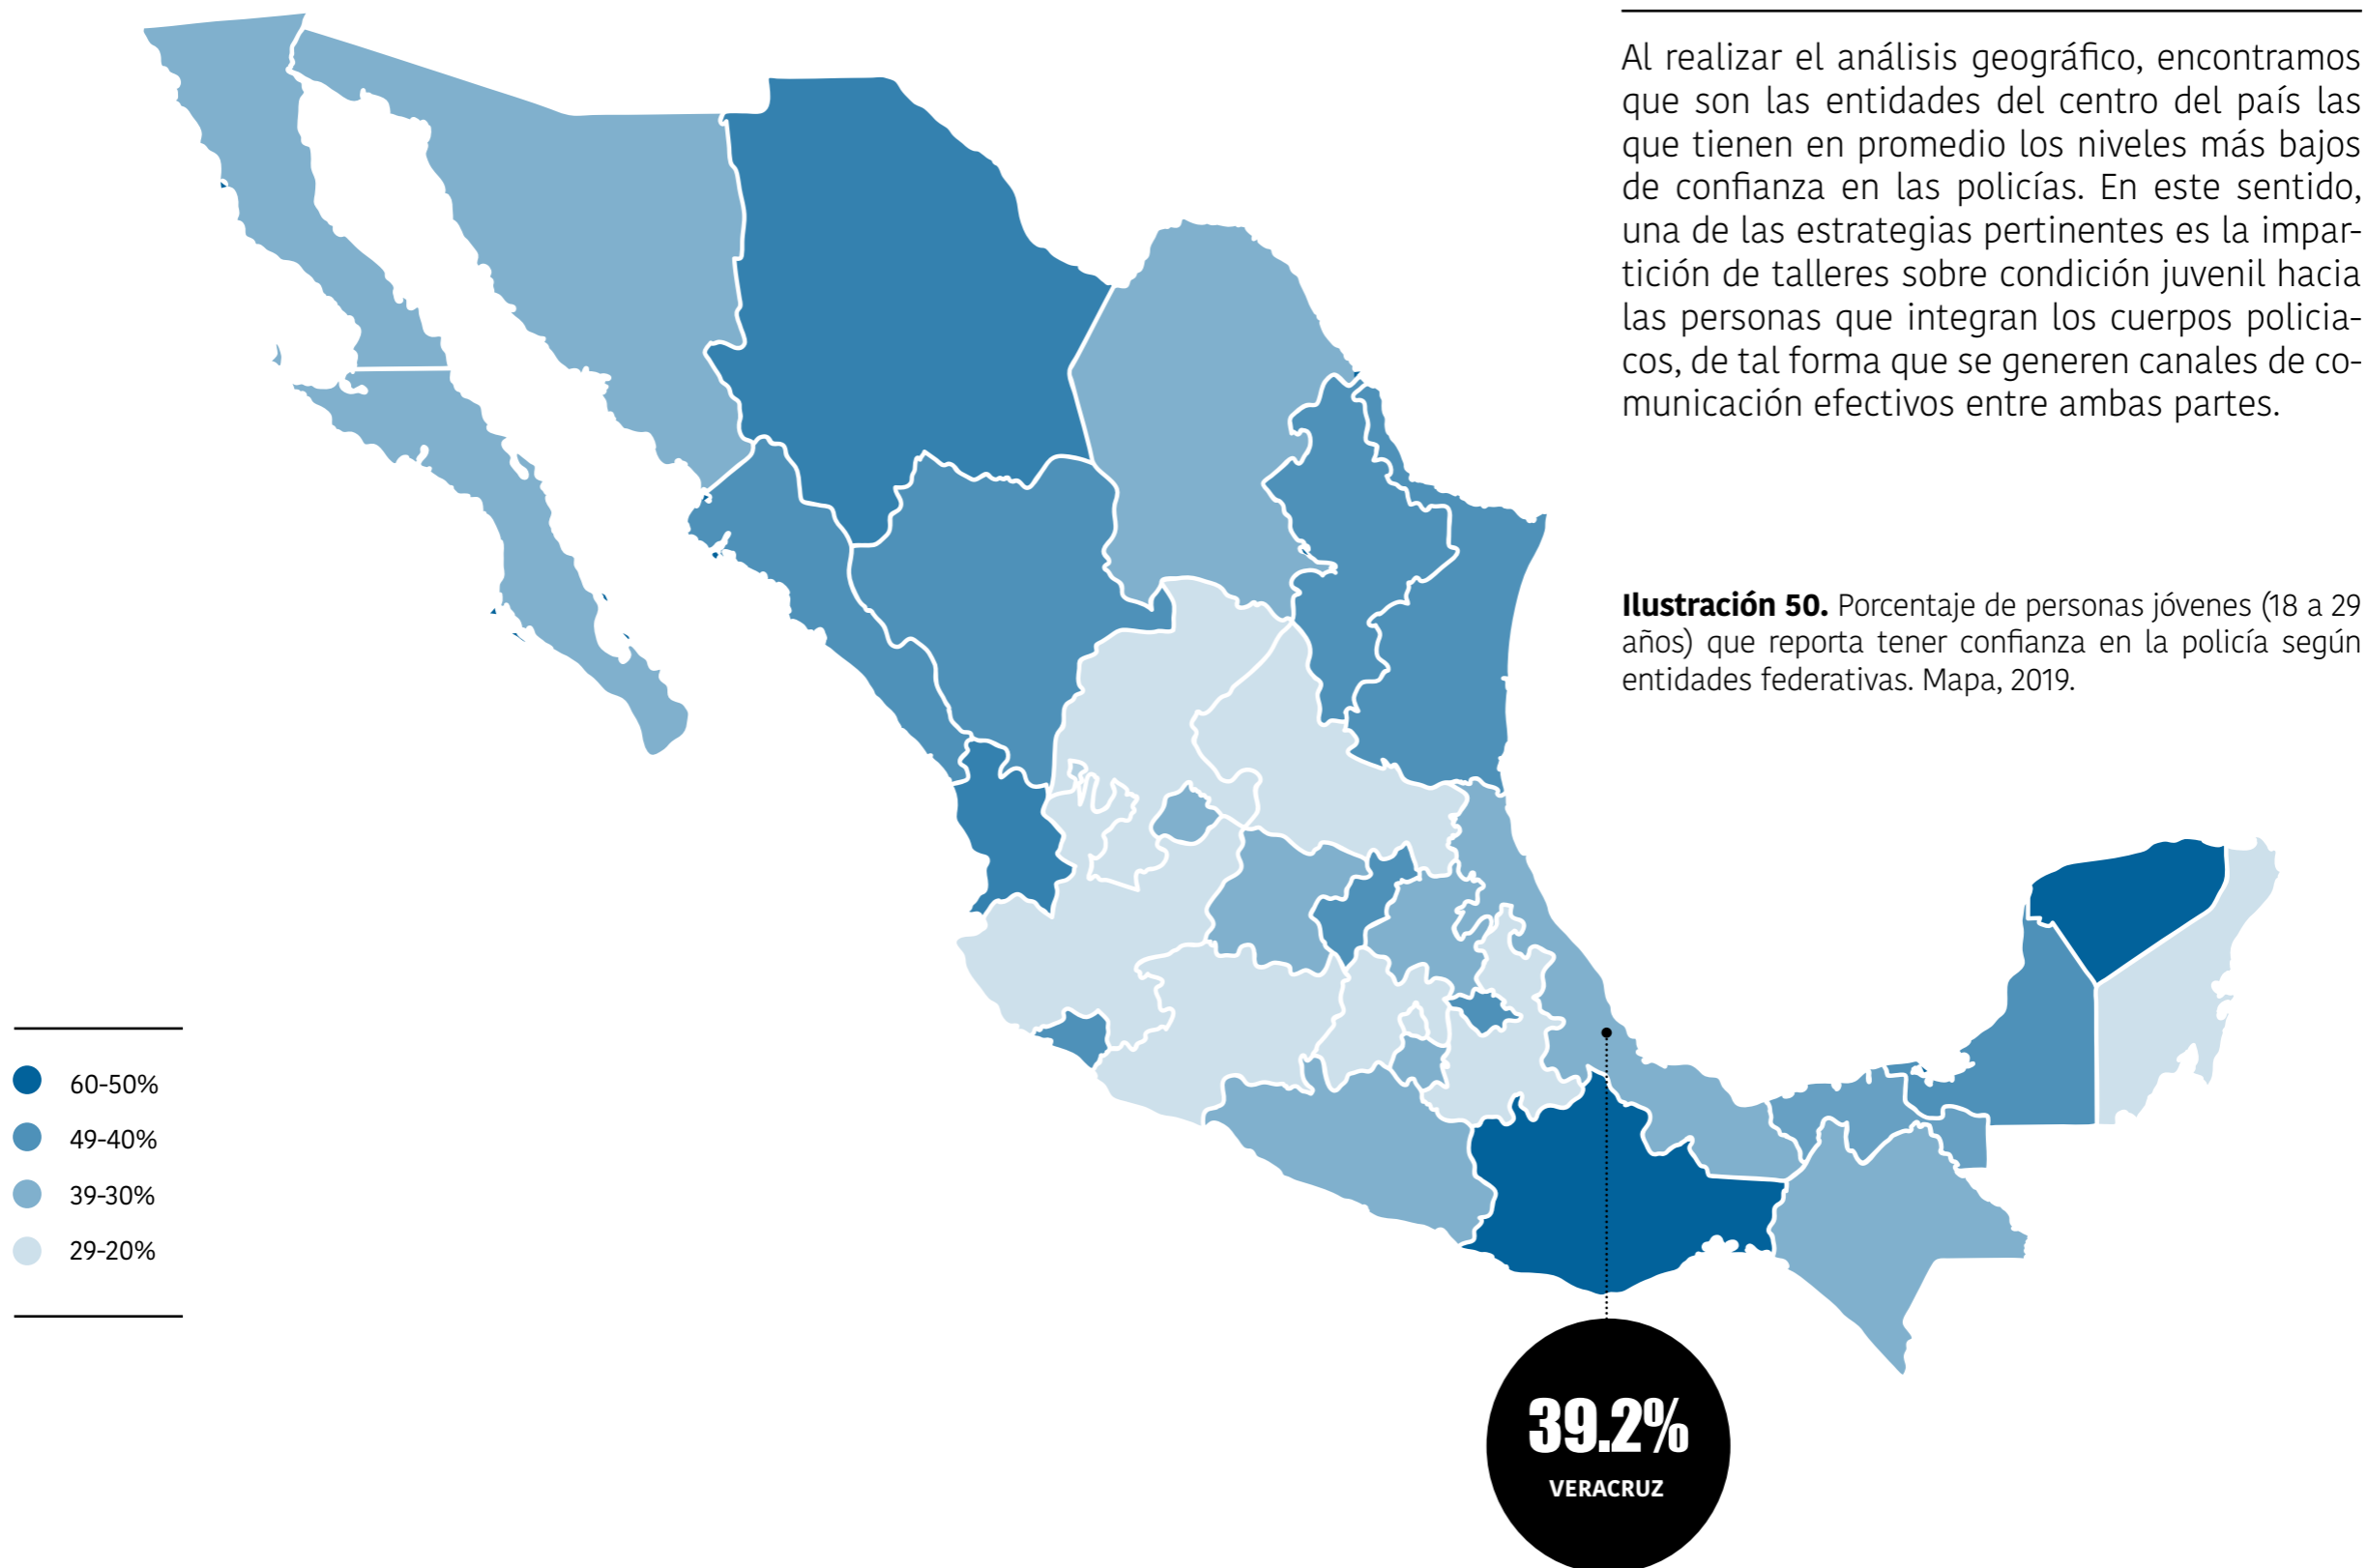 Al realizar el análisis geográfico, encontramos
que son las entidades del centro del país las
que tienen en promedio los niveles más bajos
de confianza en las policías. En este sentido,
una de las estrategias pertinentes es la impar-
tición de talleres sobre condición juvenil hacia
las personas que integran los cuerpos policia-
cos, de tal forma que se generen canales de co-
municación efectivos entre ambas partes.
Ilustración 50. Porcentaje de personas jóvenes (18 a 29
años) que reporta tener confianza en la policía según
entidades federativas. Mapa, 2019.
60-50%
49-40%
39-30%
29-20%
39.2%
VERACRUZ